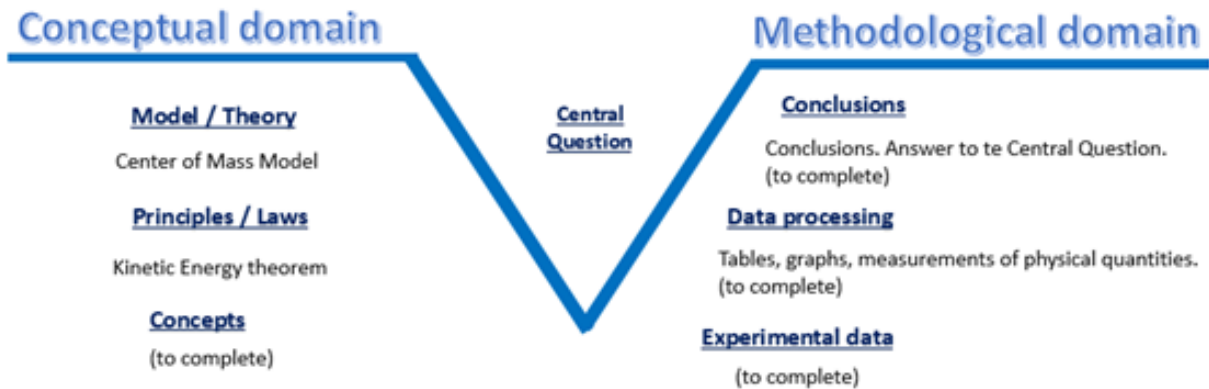 Conceptual domain
Methodological domain
Model / Theory
Center of Mass Model
Principles / Laws
Kinetic Energy theorem
Concepts
(to complete)
Central
Question
Conclusions
Conclusions. Answer to te Central Question.
(to complete)
Data processing
Tables, graphs, measurements of physical quantities.
(to complete)
Experimental data
(to complete)